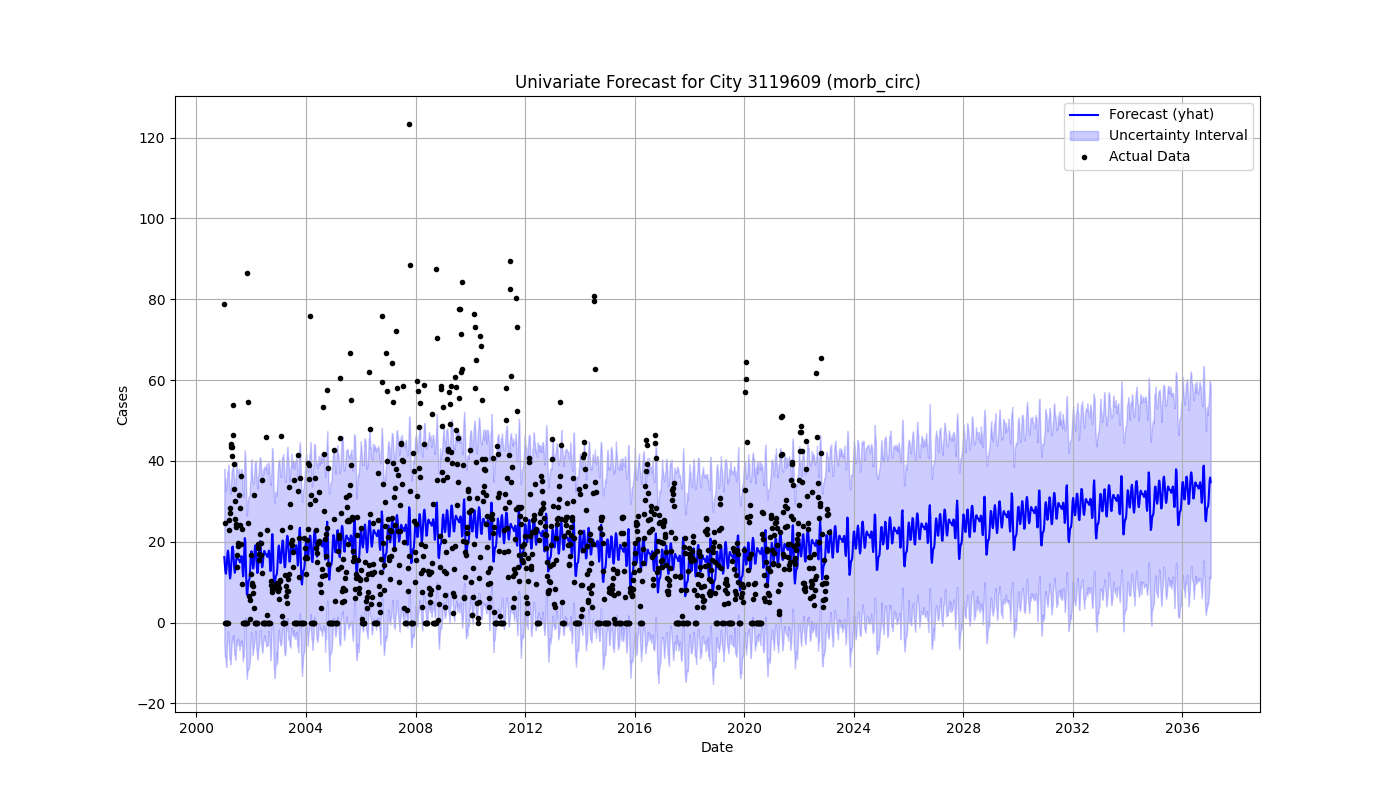 Univariate Forecast for City 3119609 (morb_circ)
Forecast (yhat)
Uncertainty Interval
Actual Data
120
100
80
60
40
20
0
−20
Cases
2000 2004 2008 2012 2016 2020 2024 2028 2032 2036
Date